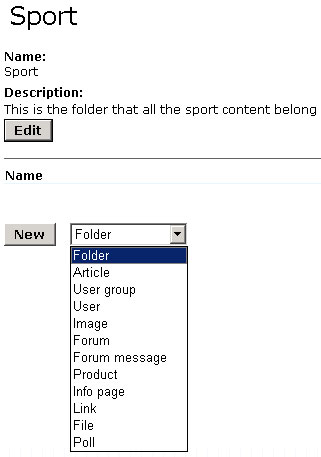 Sport
Name:
Sport
Description:
This is the folder that all the sport content belong
Edit
Name
New Folder
Folder
Article
User group
User
Image
Forum
Forum message
Product
Info page
Link
File
Poll